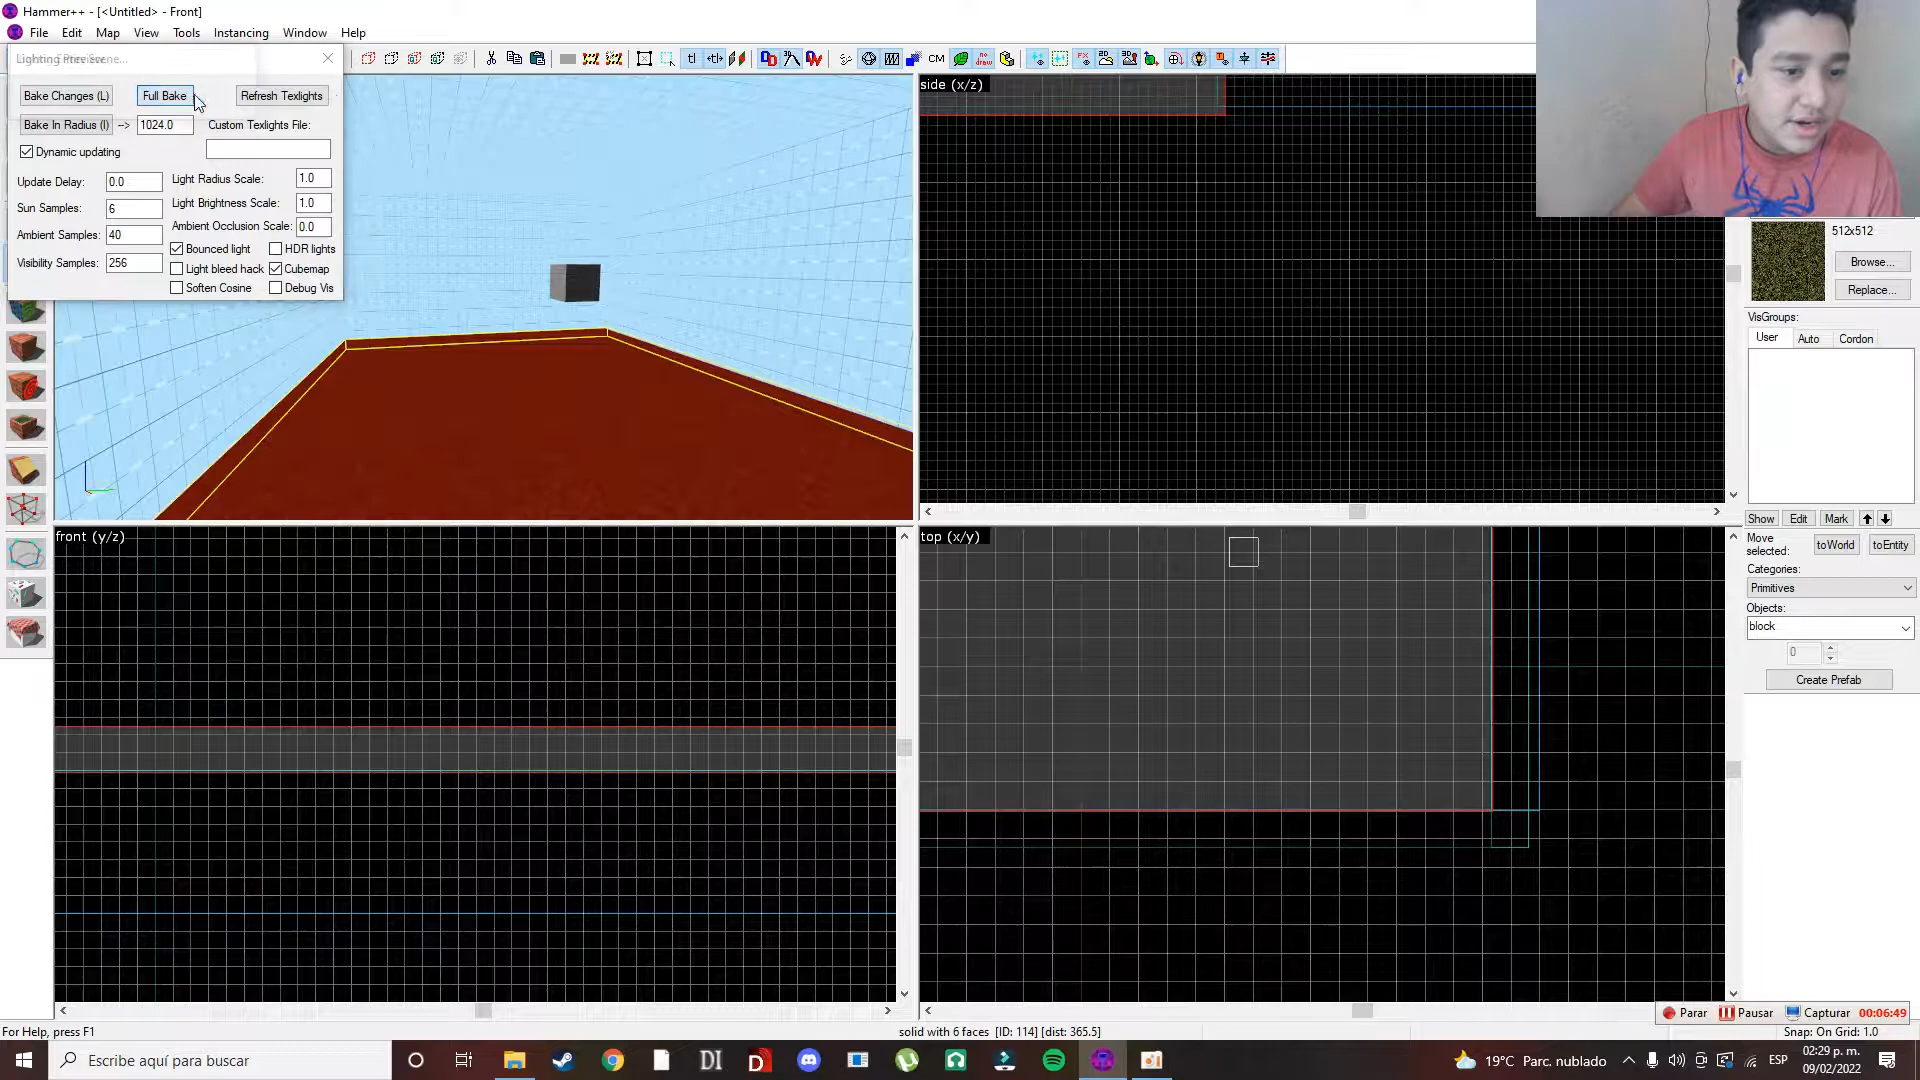 Hammer++ - [<Untitled> - Front]
File Edit Map View Tools Instancing Window Help
Bake Changes (L) Full Bake Refresh Texlights
Bake In Radius (I) --> 1024.0 Custom Texlights File:
Dynamic updating
Update Delay: 0.0 Light Radius Scale: 1.0
Sun Samples: 6 Light Brightness Scale: 1.0
Ambient Samples: 40 Ambient Occlusion Scale: 0.0
Visibility Samples: 256 Bounced light HDR lights
Light bleed hack Cubemap
Soften Cosine Debug Vis
tl CM
side (x/z)
front (y/z)
top (x/y)
512x512
Browse...
Replace...
VisGroups:
User Auto Cordon
Show Edit Mark
Move selected: toWorld toEntity
Categories:
Primitives
Objects:
block
0
Create Prefab
Parar Pausar Capturar 00:06:49
For Help, press F1 solid with 6 faces [ID: 114] [dist: 365.5] Snap: On Grid: 1.0
Escribe aquí para buscar
DI
19°C Parc. nublado ESP
02:29 p. m.
09/02/2022